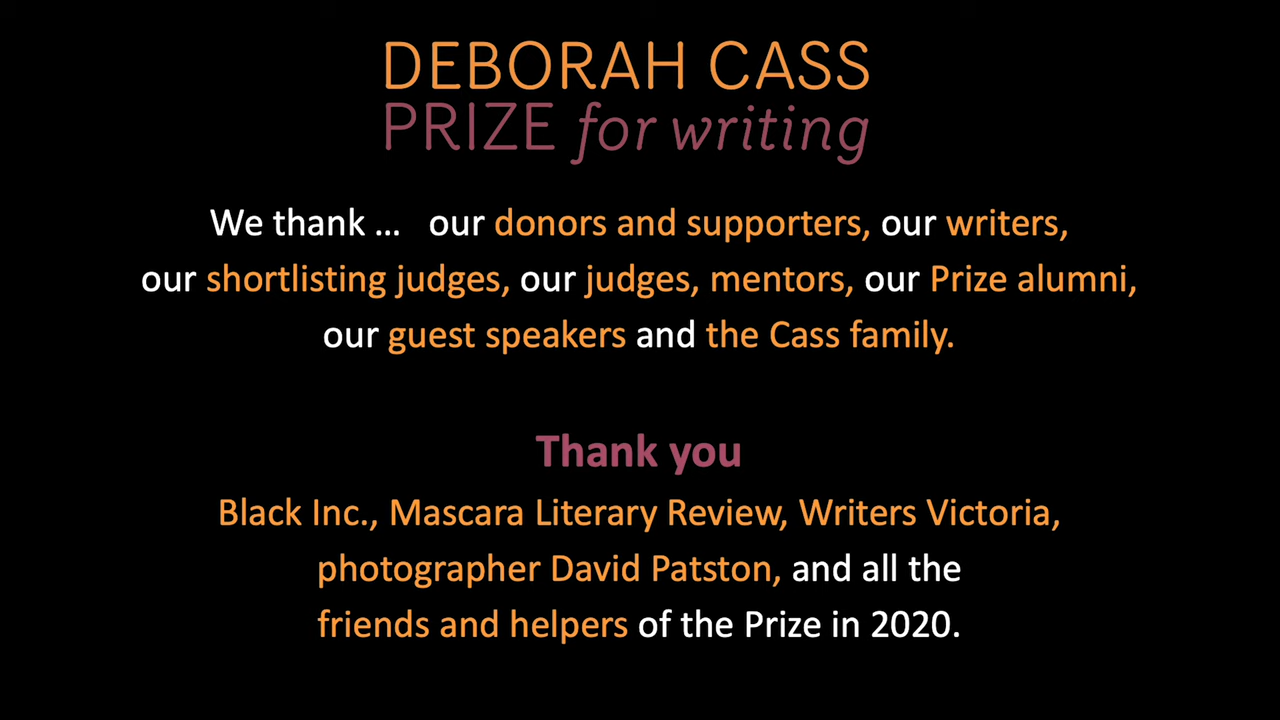 DEBORAH CASS
PRIZE for writing
We thank ... our donors and supporters, our writers,
our shortlisting judges, our judges, mentors, our Prize alumni,
our guest speakers and the Cass family.
Thank you
Black Inc., Mascara Literary Review, Writers Victoria,
photographer David Patston, and all the
friends and helpers of the Prize in 2020.